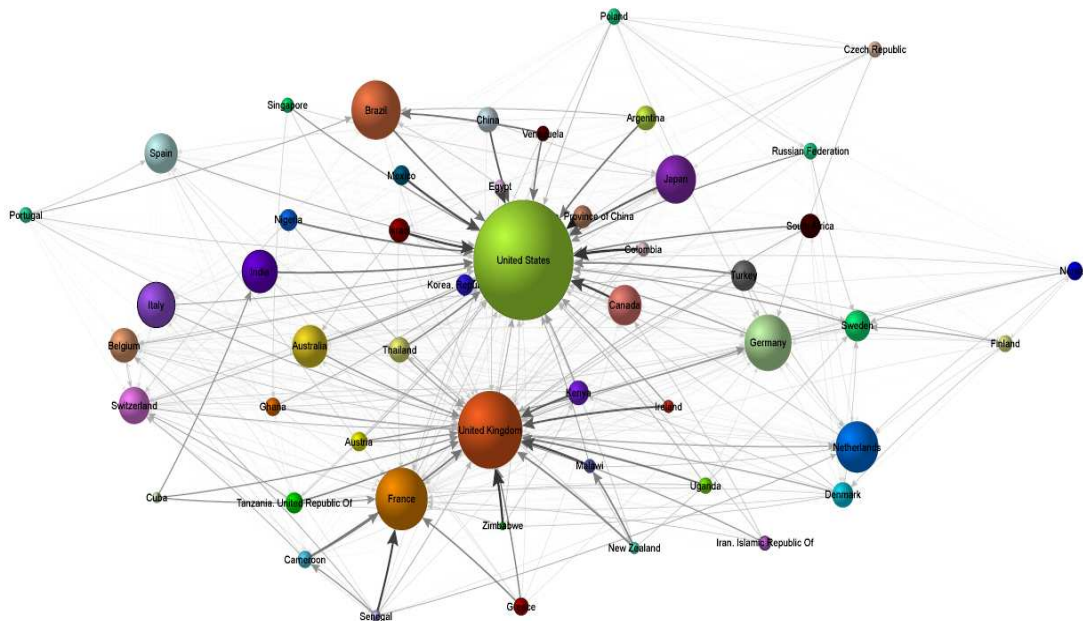 Poland
Czech Republic
Singapore
Brazil
China
Argentina
Venezuela
Spain
Russian Federation
Mexico
Egypt
Japan
Portugal
Nigeria
Province of China
South Africa
Colombia
United States
India
Turkey
Korea, Repu
Italy
Canada
Belgium
Australia
Thailand
Germany
Sweden
Finland
Switzerland
Ghana
Kenya
Ireland
United Kingdom
Austria
Netherlands
Malawi
Cuba
Tanzania, United Republic Of
France
Uganda
Denmark
Zimbabwe
Cameroon
New Zealand
Iran, Islamic Republic Of
Senegal
Greece